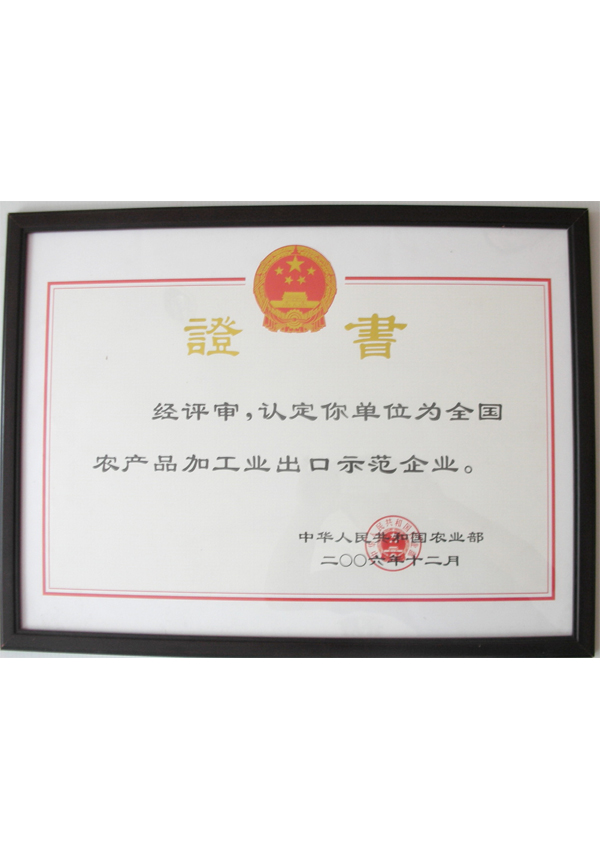 證書
经评审，认定你单位为全国
农产品加工业出口示范企业。
中华人民共和国农业部
二〇〇六年十二月